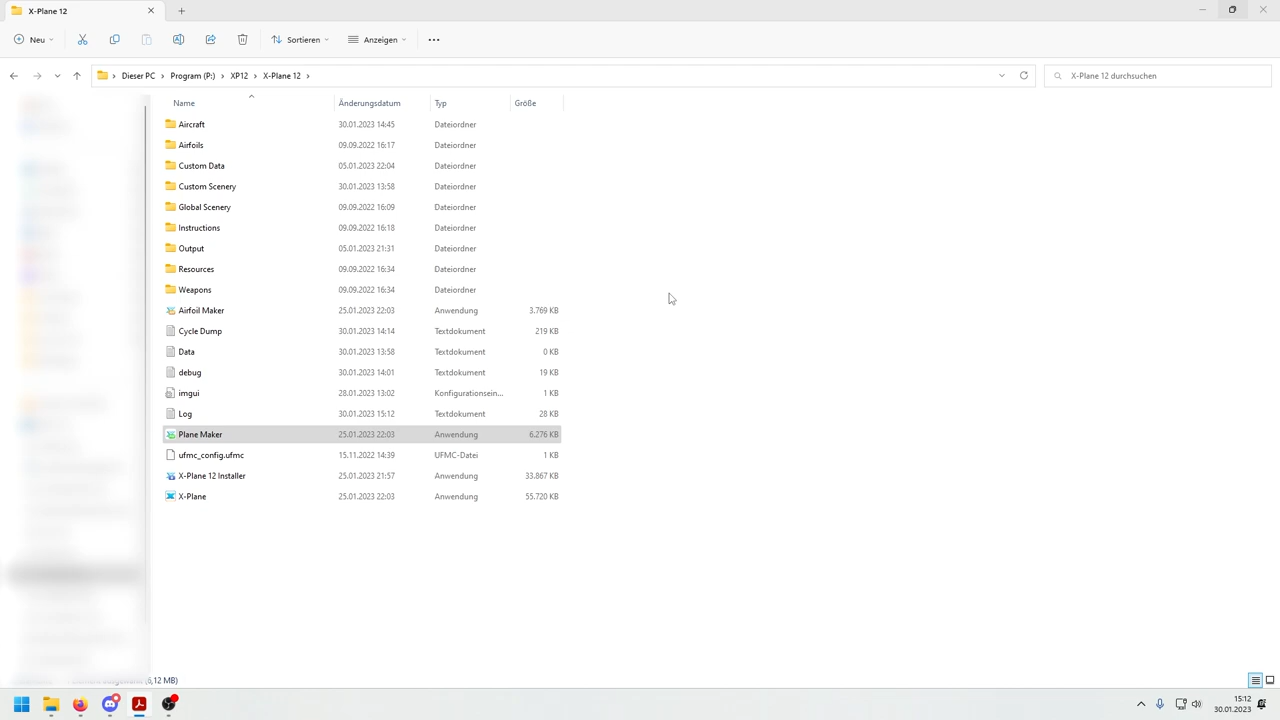 X-Plane 12
Neu
Sortieren
Anzeigen
Dieser PC
Program (P:)
XP12
X-Plane 12
X-Plane 12 durchsuchen
Name Änderungsdatum Typ Größe
Aircraft 30.01.2023 14:45 Dateiordner
Airfoils 09.09.2022 16:17 Dateiordner
Custom Data 05.01.2023 22:04 Dateiordner
Custom Scenery 30.01.2023 13:58 Dateiordner
Global Scenery 09.09.2022 16:09 Dateiordner
Instructions 09.09.2022 16:18 Dateiordner
Output 05.01.2023 21:31 Dateiordner
Resources 09.09.2022 16:34 Dateiordner
Weapons 09.09.2022 16:34 Dateiordner
Airfoil Maker 25.01.2023 22:03 Anwendung 3.769 KB
Cycle Dump 30.01.2023 14:14 Textdokument 219 KB
Data 30.01.2023 13:58 Textdokument 0 KB
debug 30.01.2023 14:01 Textdokument 19 KB
imgui 28.01.2023 13:02 Konfigurationsein... 1 KB
Log 30.01.2023 15:12 Textdokument 28 KB
Plane Maker 25.01.2023 22:03 Anwendung 6.276 KB
ufmc_config.ufmc 15.11.2022 14:39 UFMC-Datei 1 KB
X-Plane 12 Installer 25.01.2023 21:57 Anwendung 33.867 KB
X-Plane 25.01.2023 22:03 Anwendung 55.720 KB
MB)
15:12
30.01.2023